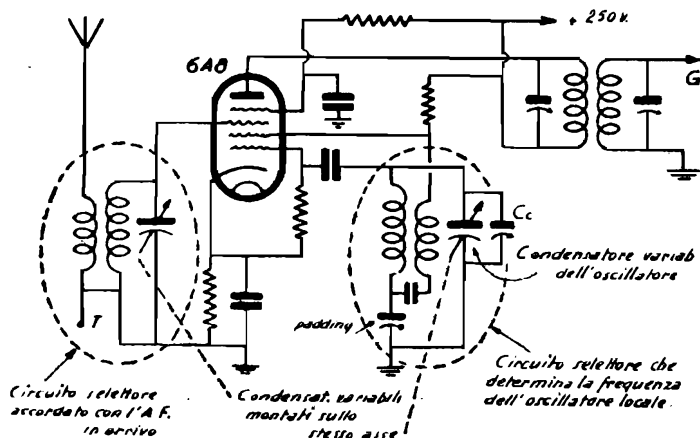 + 250 V.
6A8
G
Cc
Condensatore variab
dell'oscillatore
T
padding
Circuito selettore
accordato con l'A.F.
in arrivo
Condensat. variabili
montati sullo
stesso asse
Circuito selettore che
determina la frequenza
dell'oscillatore locale.